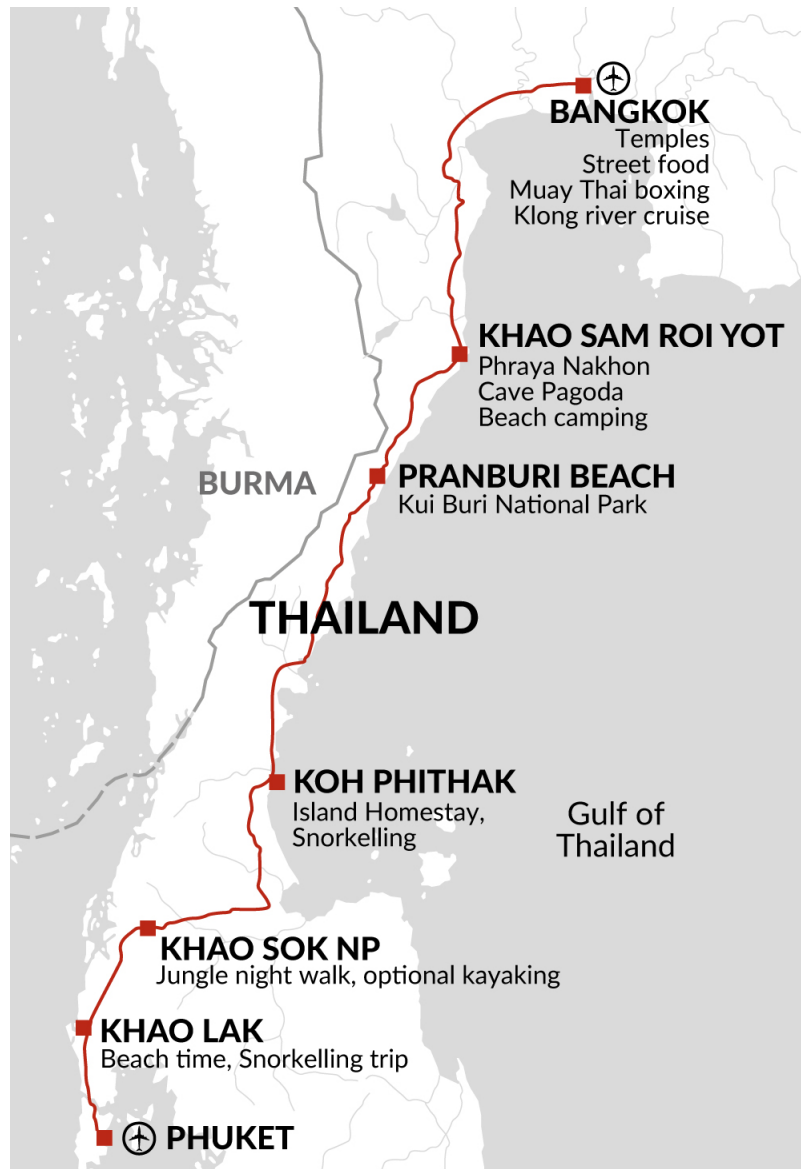 BANGKOK
Temples
Street food
Muay Thai boxing
Klong river cruise
KHAO SAM ROI YOT
Phraya Nakhon
Cave Pagoda
Beach camping
BURMA
PRANBURI BEACH
Kui Buri National Park
THAILAND
KOH PHITHAK
Island Homestay,
Snorkelling
Gulf of
Thailand
KHAO SOK NP
Jungle night walk, optional kayaking
KHAO LAK
Beach time, Snorkelling trip
PHUKET